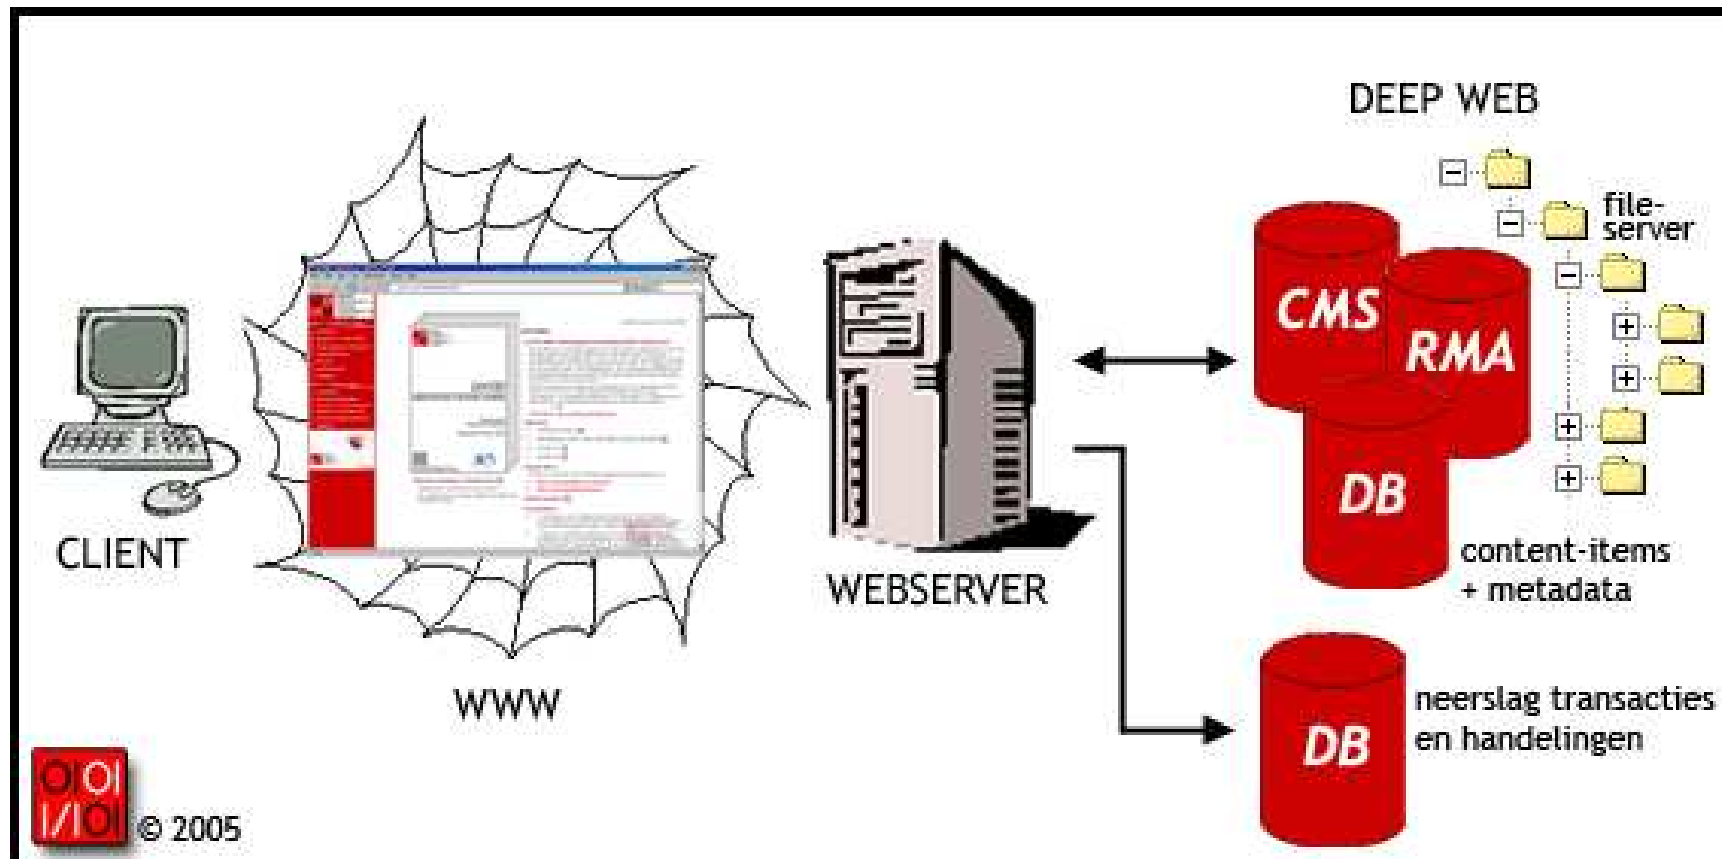 DEEP WEB
file-
server
CMS
RMA
DB
content-items
+ metadata
CLIENT
WWW
WEBSERVER
DB
neerslag transacties
en handelingen
© 2005